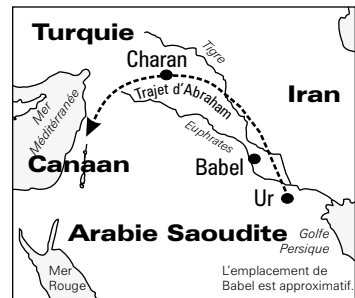 Turquie
Charan
Tigre
Trajet d'Abraham
Iran
Mer
Méditérranée
Euphrates
Canaan
Babel
Ur
Arabie Saoudite
Golfe
Persique
Mer
Rouge
L'emplacement de
Babel est approximatif.